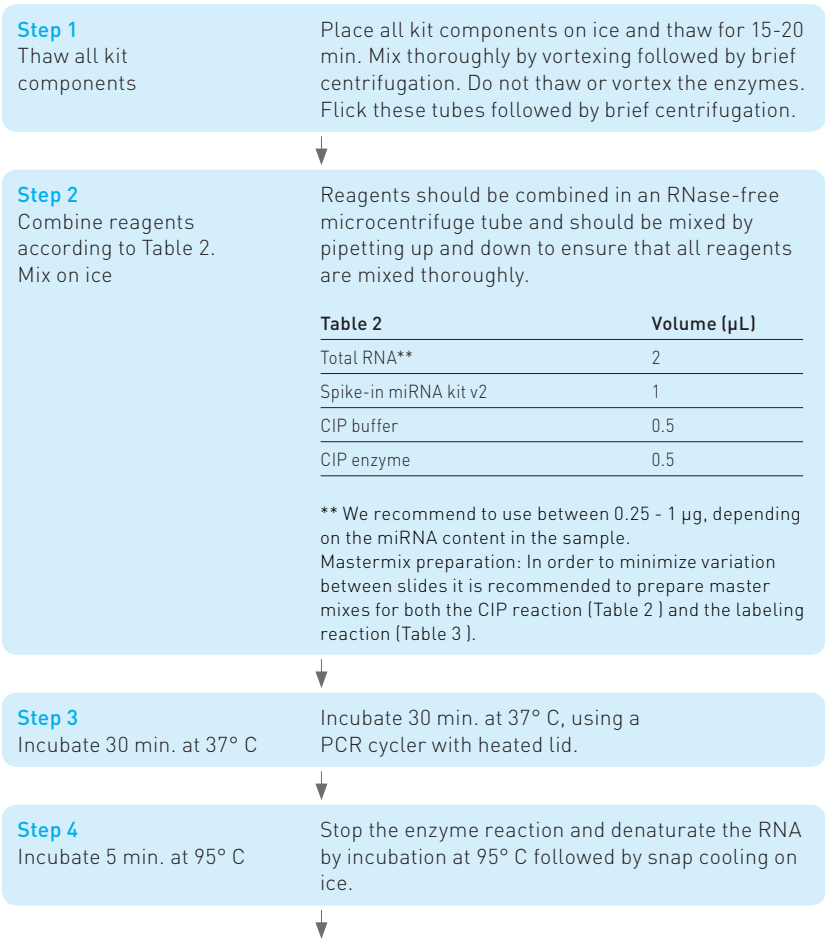 Step 1
Thaw all kit
components
Place all kit components on ice and thaw for 15-20
min. Mix thoroughly by vortexing followed by brief
centrifugation. Do not thaw or vortex the enzymes.
Flick these tubes followed by brief centrifugation.
Step 2
Combine reagents
according to Table 2.
Mix on ice
Reagents should be combined in an RNase-free
microcentrifuge tube and should be mixed by
pipetting up and down to ensure that all reagents
are mixed thoroughly.
Table 2 Volume (µL)
Total RNA** 2
Spike-in miRNA kit v2 1
CIP buffer 0.5
CIP enzyme 0.5
** We recommend to use between 0.25 - 1 µg, depending
on the miRNA content in the sample.
Mastermix preparation: In order to minimize variation
between slides it is recommended to prepare master
mixes for both the CIP reaction (Table 2 ) and the labeling
reaction (Table 3 ).
Step 3
Incubate 30 min. at 37° C
Incubate 30 min. at 37° C, using a
PCR cycler with heated lid.
Step 4
Incubate 5 min. at 95° C
Stop the enzyme reaction and denaturate the RNA
by incubation at 95° C followed by snap cooling on
ice.